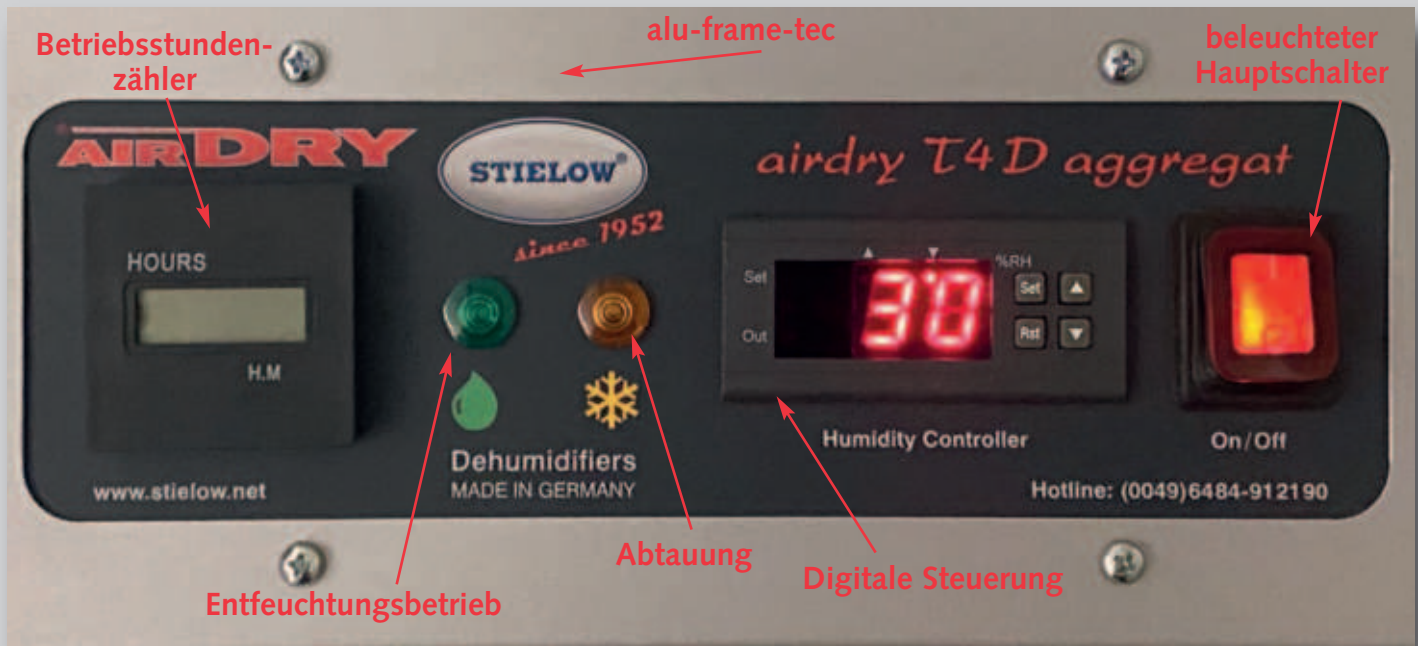 Betriebsstunden-
zähler
alu-frame-tec
beleuchteter
Hauptschalter
®AIRDRY
STIELOW®
since 1952
airdry T4D aggregat
HOURS
H.M
Set
Out
30
%RH
Set
Rst
Dehumidifiers
MADE IN GERMANY
Humidity Controller
On/Off
www.stielow.net
Hotline: (0049)6484-912190
Entfeuchtungsbetrieb
Abtauung
Digitale Steuerung